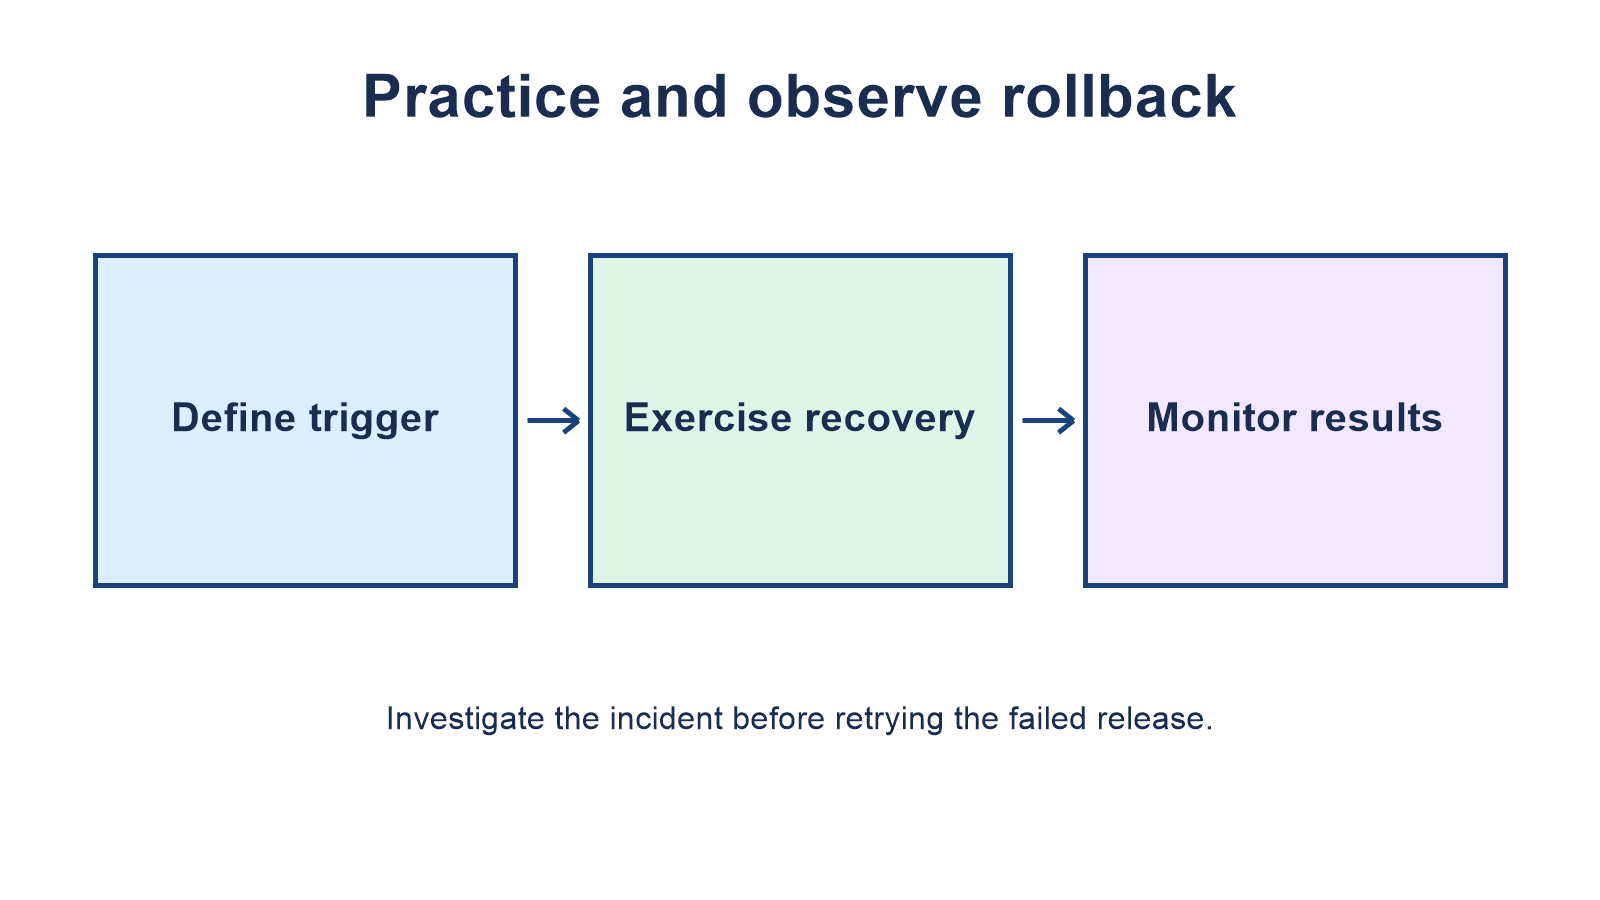 Practice and observe rollback
Define trigger
Exercise recovery
Monitor results
Investigate the incident before retrying the failed release.